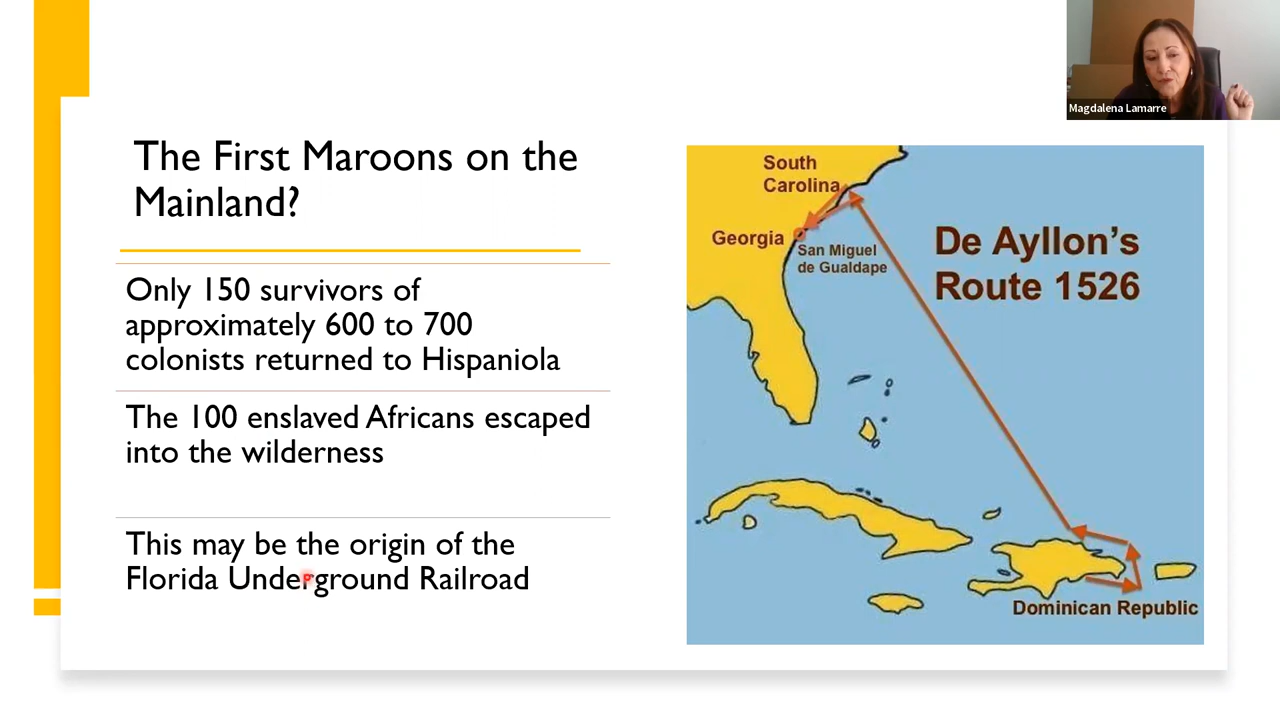 Magdalena Lamarre
The First Maroons on the
Mainland?
Only 150 survivors of
approximately 600 to 700
colonists returned to Hispaniola
The 100 enslaved Africans escaped
into the wilderness
This may be the origin of the
Florida Underground Railroad
South
Carolina
Georgia
San Miguel
de Gualdape
De Ayllon's
Route 1526
Dominican Republic